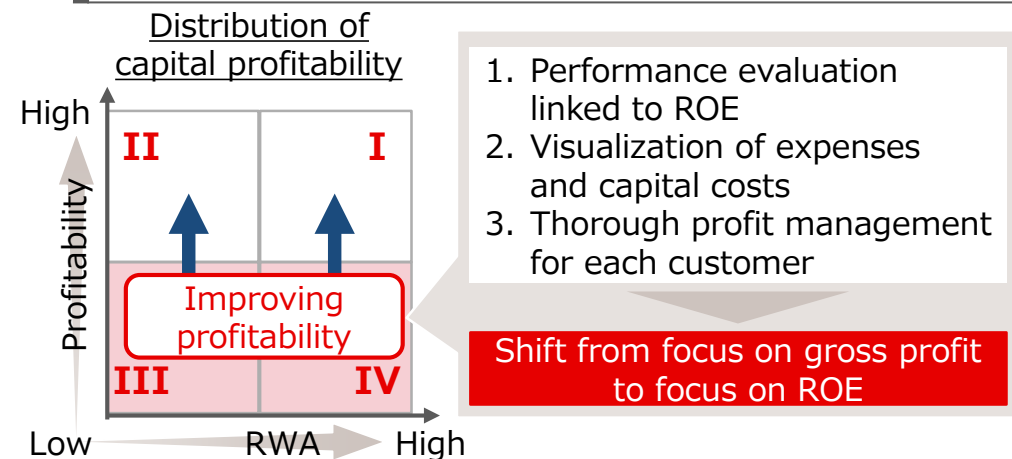 Distribution of
capital profitability
High
II
I
Profitability
Improving
profitability
III
IV
Low
RWA
High
1. Performance evaluation
linked to ROE
2. Visualization of expenses
and capital costs
3. Thorough profit management
for each customer
Shift from focus on gross profit
to focus on ROE